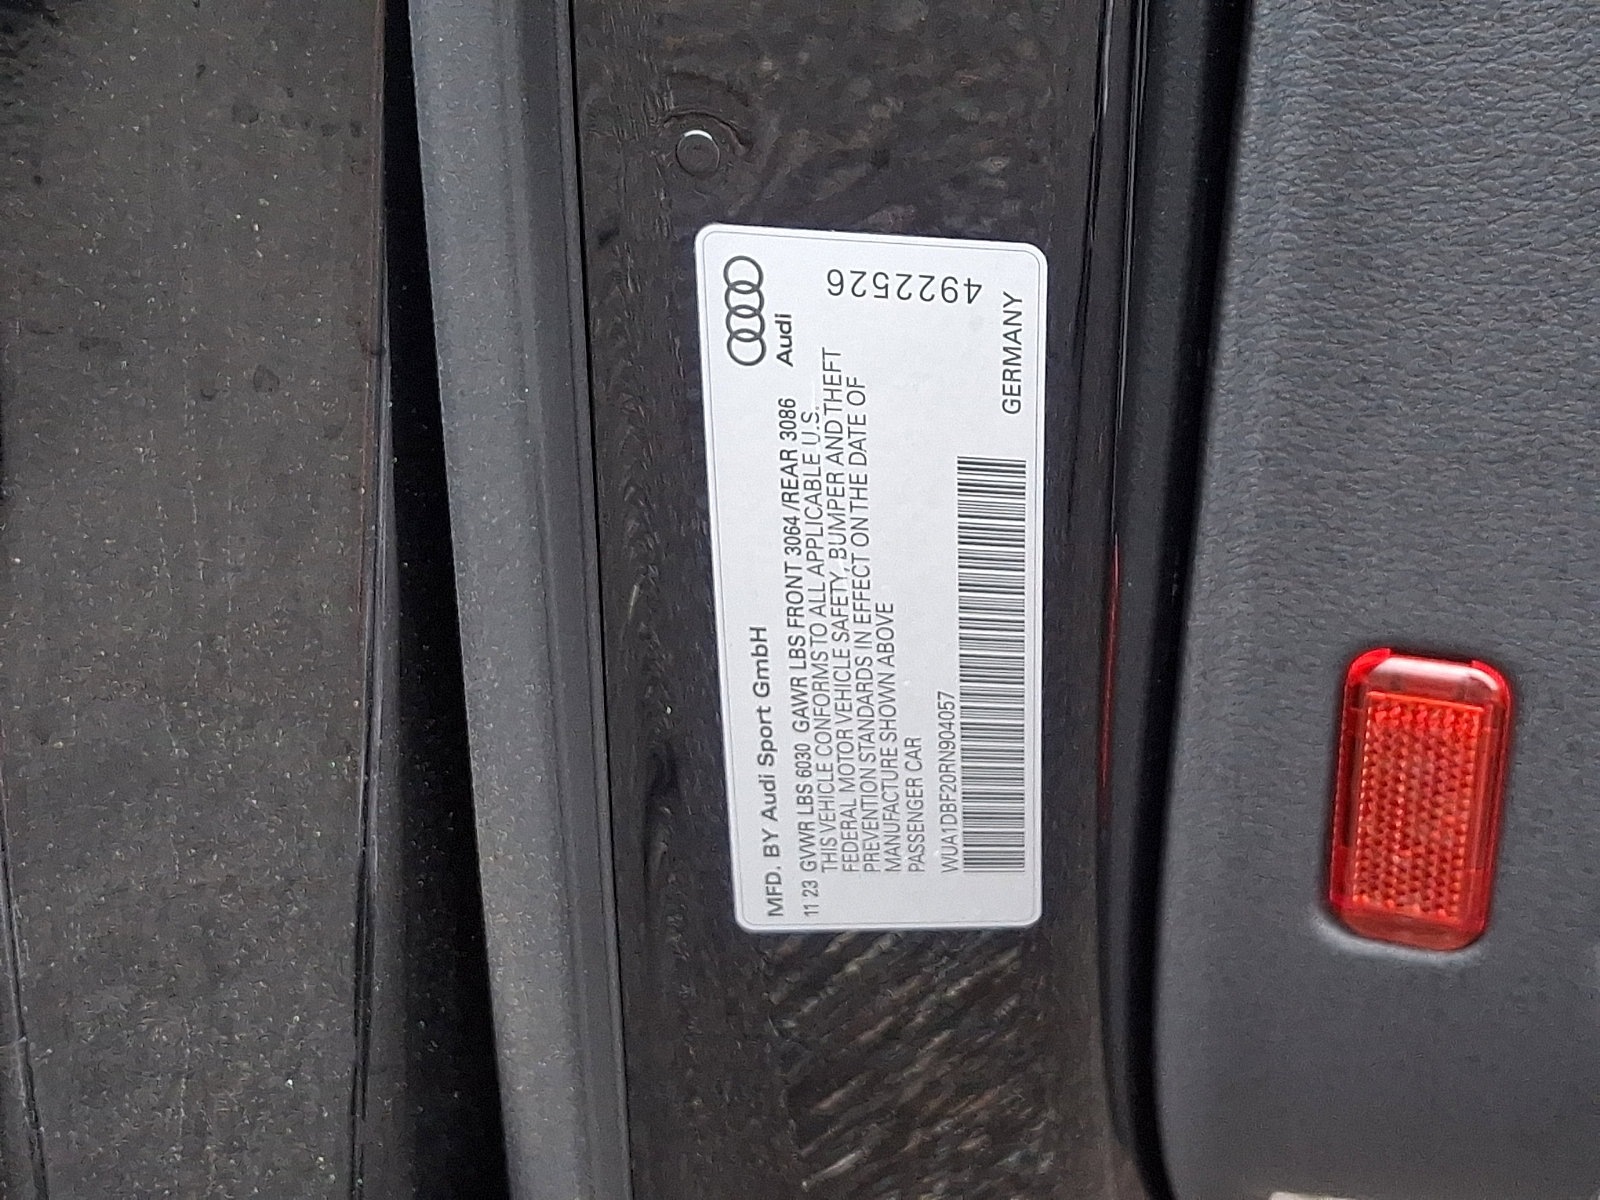 MFD. BY Audi Sport GmbH
Audi
11 23 GVWR LBS 6030 GAWR LBS FRONT 3064 /REAR 3086
THIS VEHICLE CONFORMS TO ALL APPLICABLE U.S.
FEDERAL MOTOR VEHICLE SAFETY, BUMPER AND THEFT
PREVENTION STANDARDS IN EFFECT ON THE DATE OF
MANUFACTURE SHOWN ABOVE
PASSENGER CAR
WUA1DBF20RN904057
4922526
GERMANY